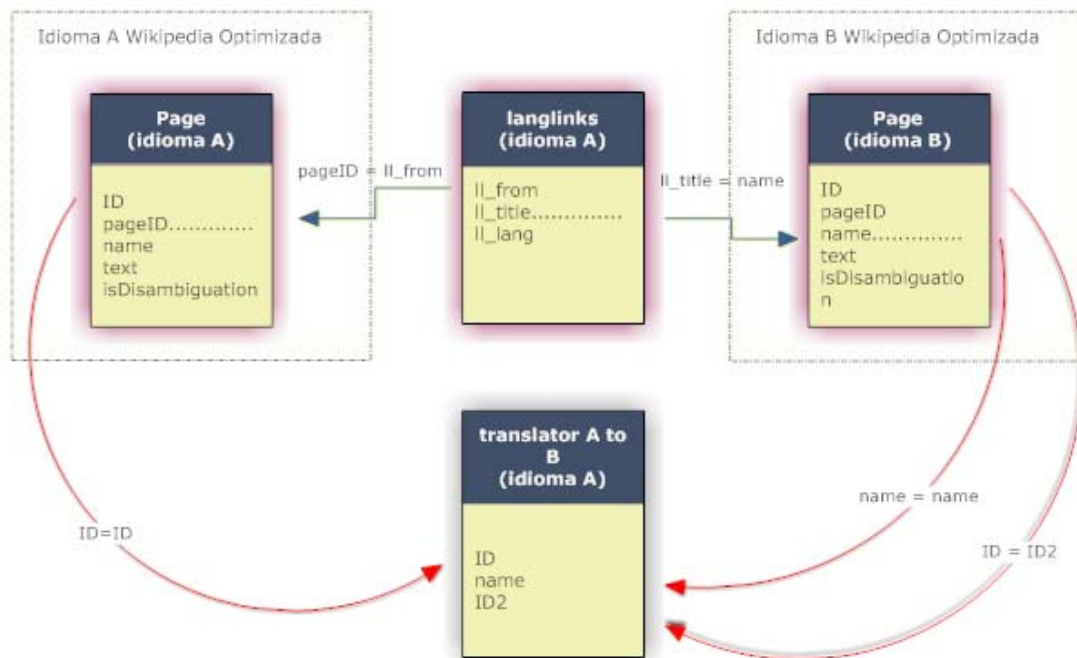 Idioma A Wikipedia Optimizada
Idioma B Wikipedia Optimizada
Page
(idioma A)
ID
pageID.............
name
text
isDisambiguation
pageID = ll_from
langlinks
(idioma A)
ll_from
ll_title..............
ll_lang
ll_title = name
Page
(idioma B)
ID
pageID
name..............
text
isDisambiguatio
n
translator A to
B
(idioma A)
ID
name
ID2
ID=ID
name = name
ID = ID2